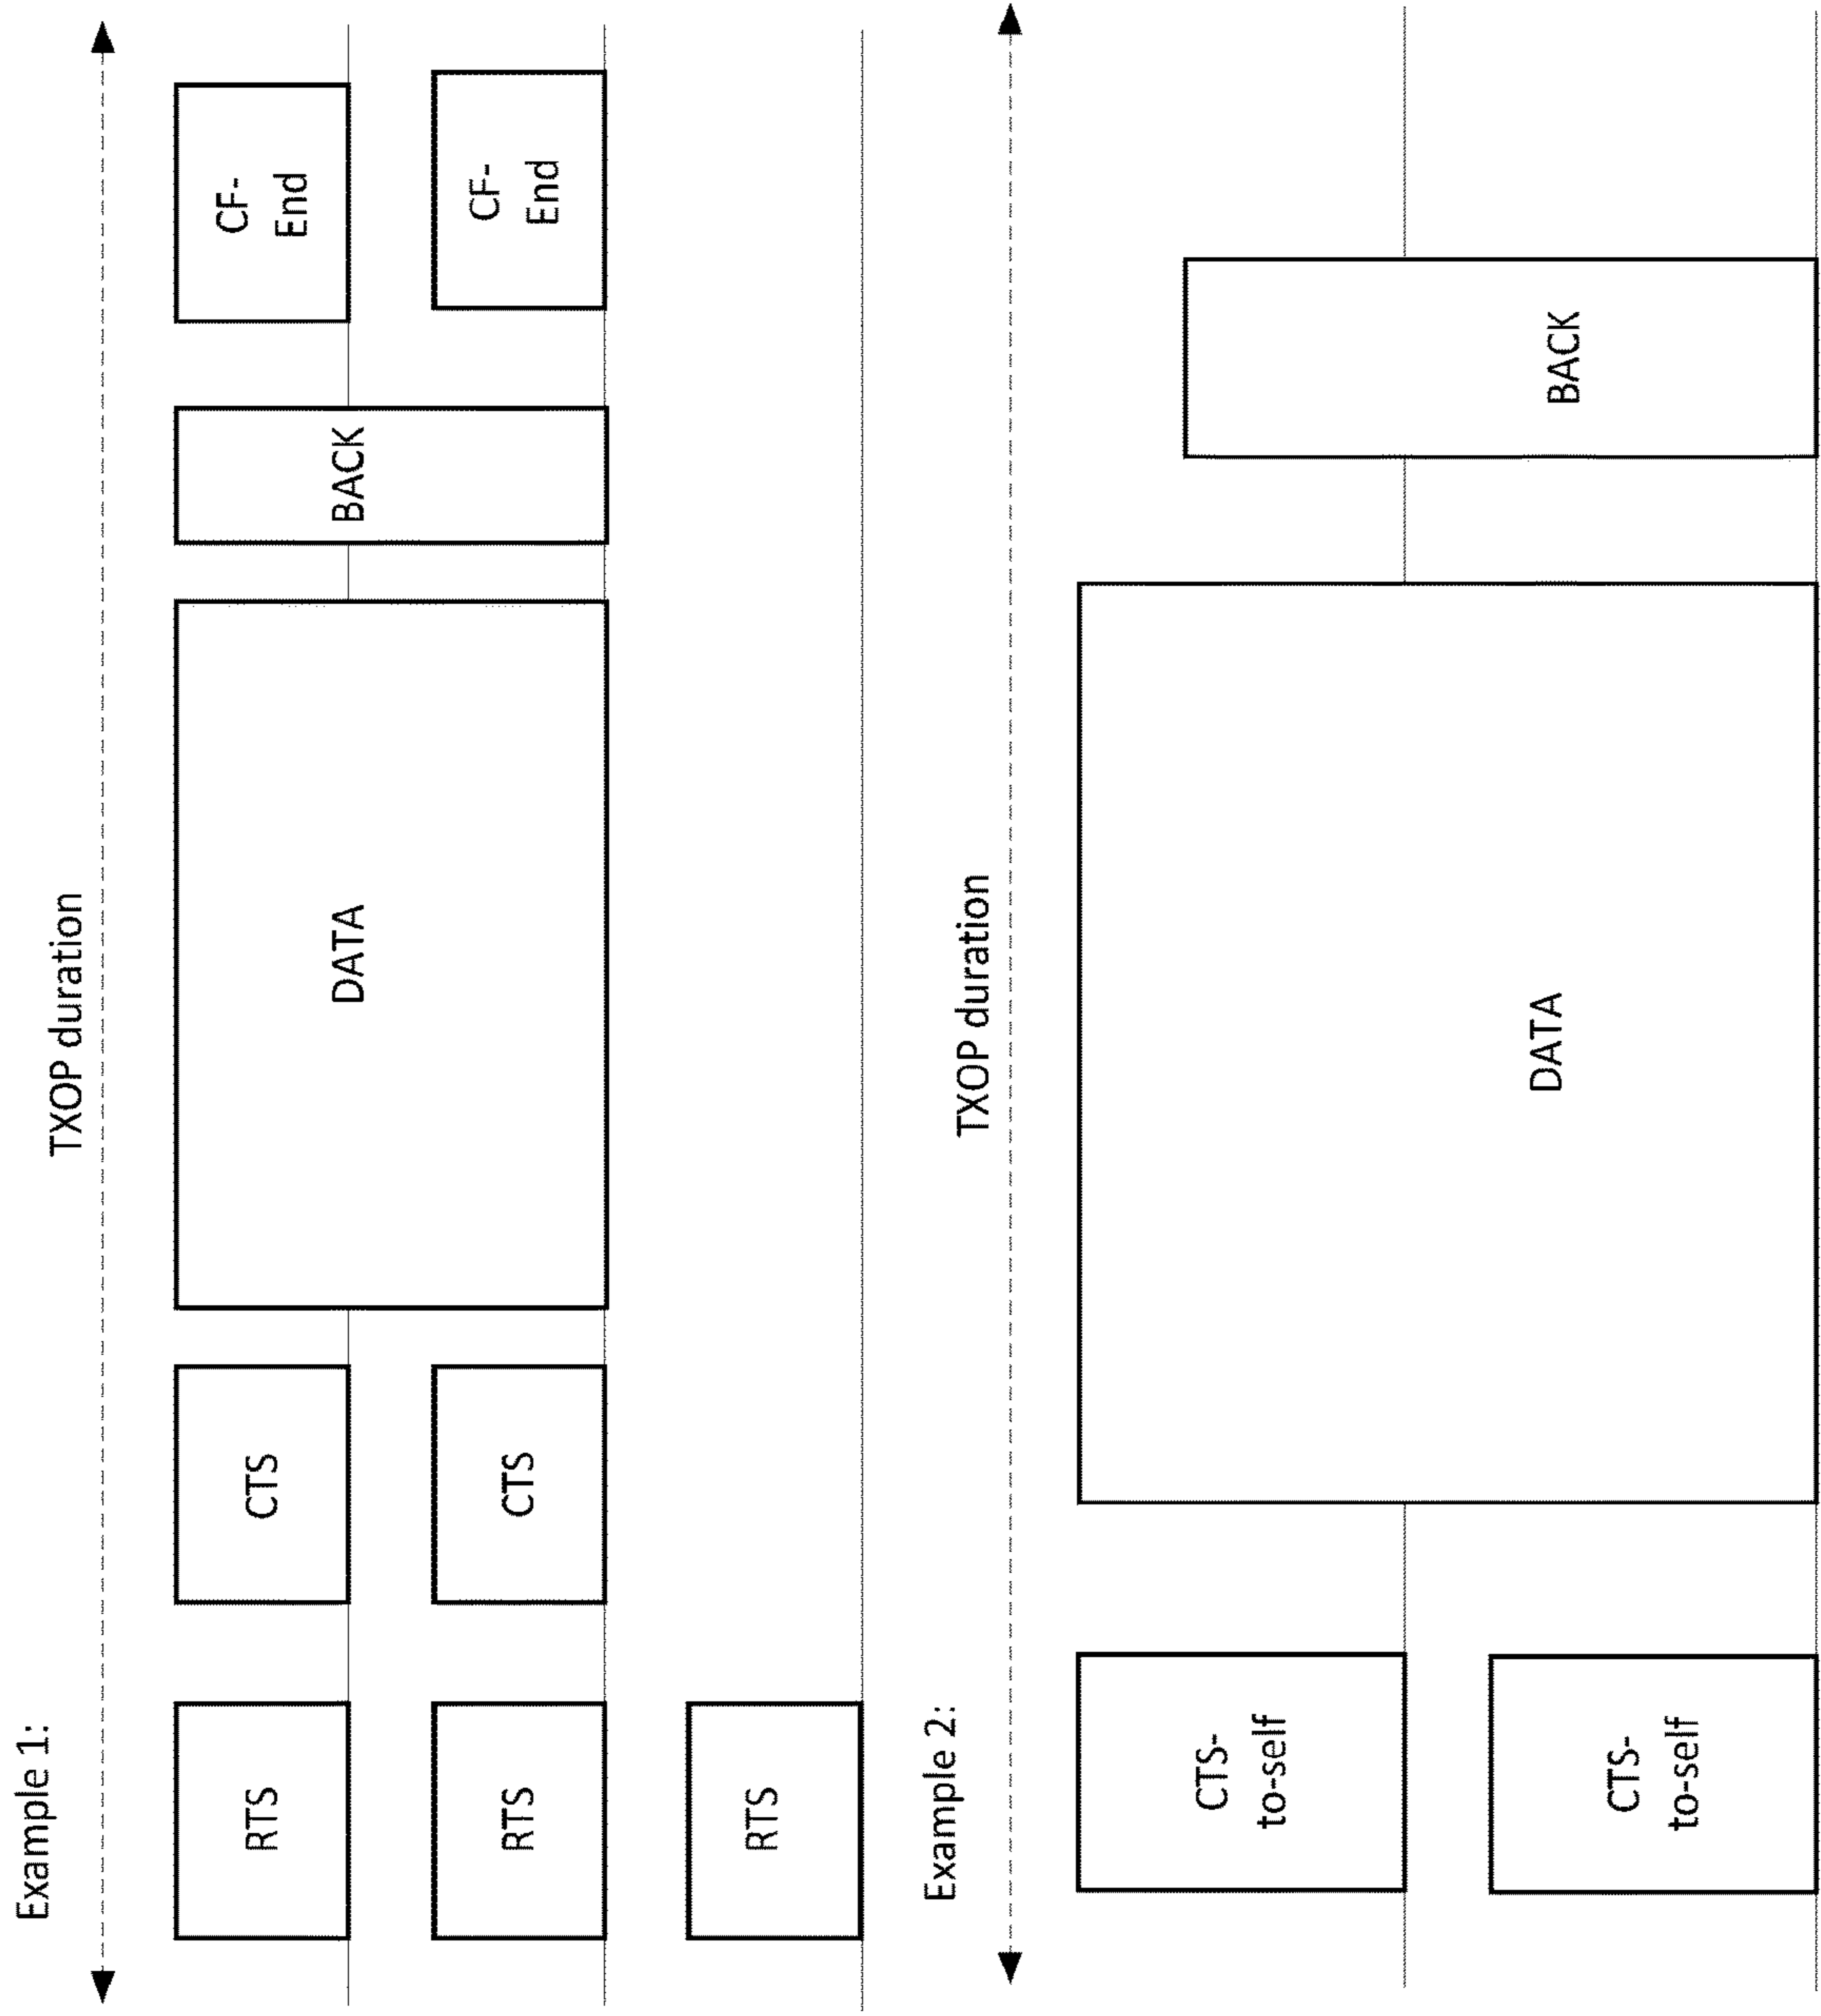 Example 1:
TXOP duration
RTS
CTS
DATA
BACK
CF-
End
RTS
CTS
CF-
End
RTS
Example 2:
TXOP duration
CTS-
to-self
DATA
BACK
CTS-
to-self